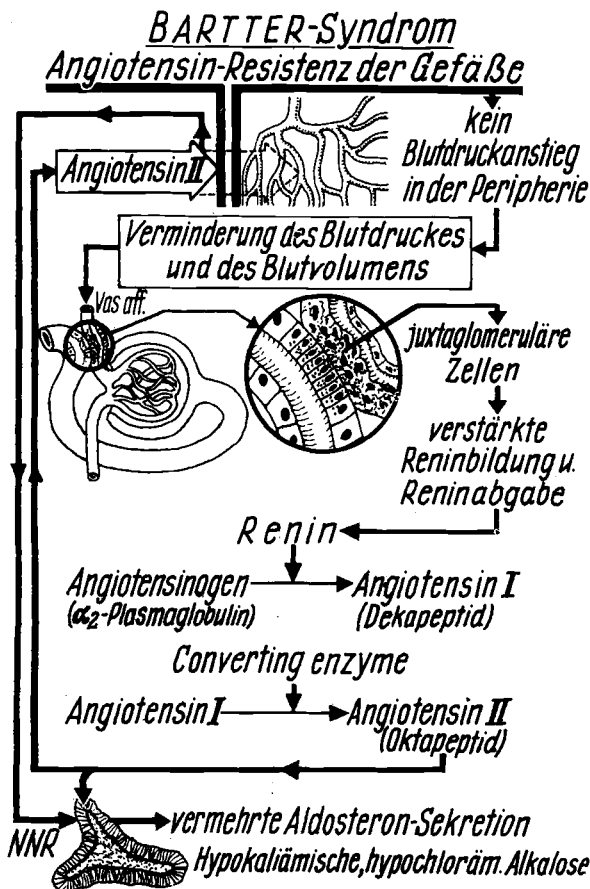 BARTTER-Syndrom
Angiotensin-Resistenz der Gefäße
kein
Blutdruckanstieg
in der Peripherie
Angiotensin II
Verminderung des Blutdruckes
und des Blutvolumens
Vas aff.
juxtaglomeruläre
Zellen
verstärkte
Reninbildung u.
Reninabgabe
Renin
Angiotensinogen
(α2-Plasmaglobulin)
Angiotensin I
(Dekapeptid)
Converting enzyme
Angiotensin I
Angiotensin II
(Oktapeptid)
NNR
vermehrte Aldosteron-Sekretion
Hypokaliämische, hypochloräm. Alkalose